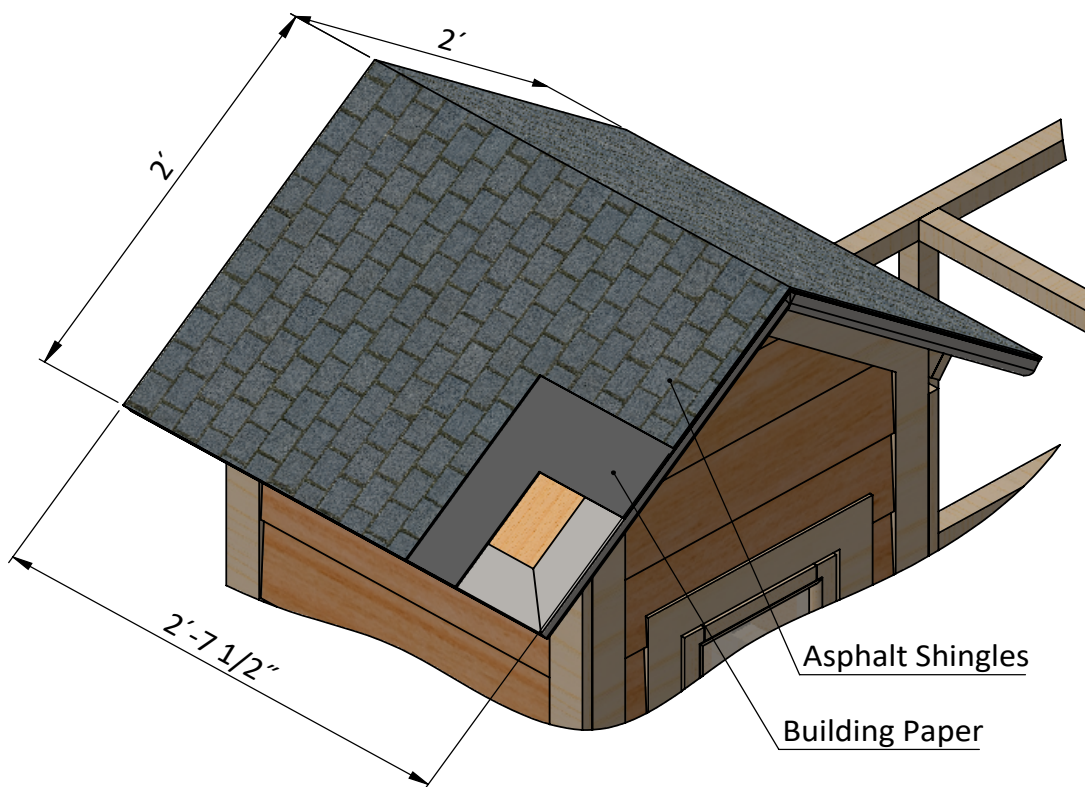 2′
2′
2′-7 1/2″
Asphalt Shingles
Building Paper